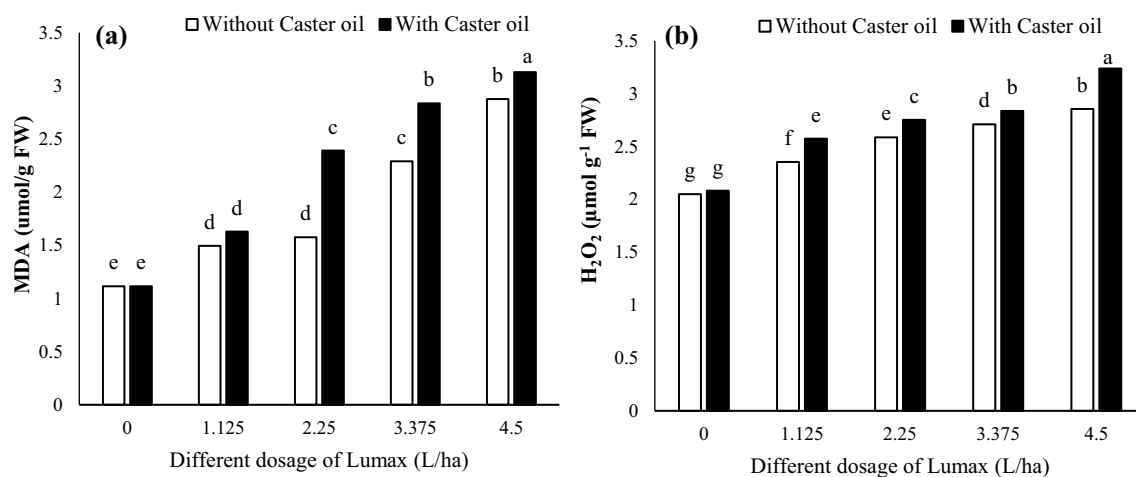 (a)
Without Caster oil With Caster oil
MDA (umol/g FW)
3.5
3
2.5
2
1.5
1
0.5
0
e e d d d c c b b a
0 1.125 2.25 3.375 4.5
Different dosage of Lumax (L/ha)
(b)
Without Caster oil With Caster oil
H₂O₂ (µmol g⁻¹ FW)
3.5
3
2.5
2
1.5
1
0.5
0
g g f e e c d b b a
0 1.125 2.25 3.375 4.5
Different dosage of Lumax (L/ha)